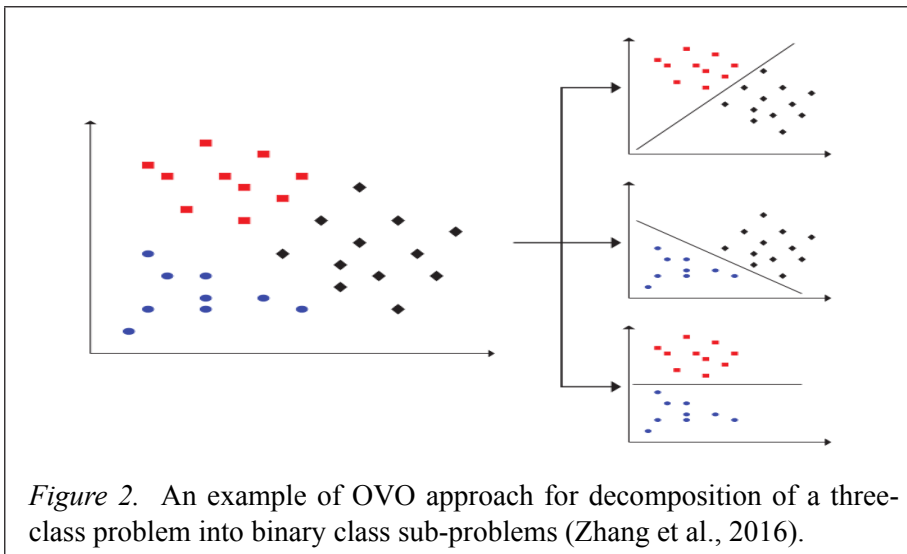 Figure 2. An example of OVO approach for decomposition of a three-
class problem into binary class sub-problems (Zhang et al., 2016).